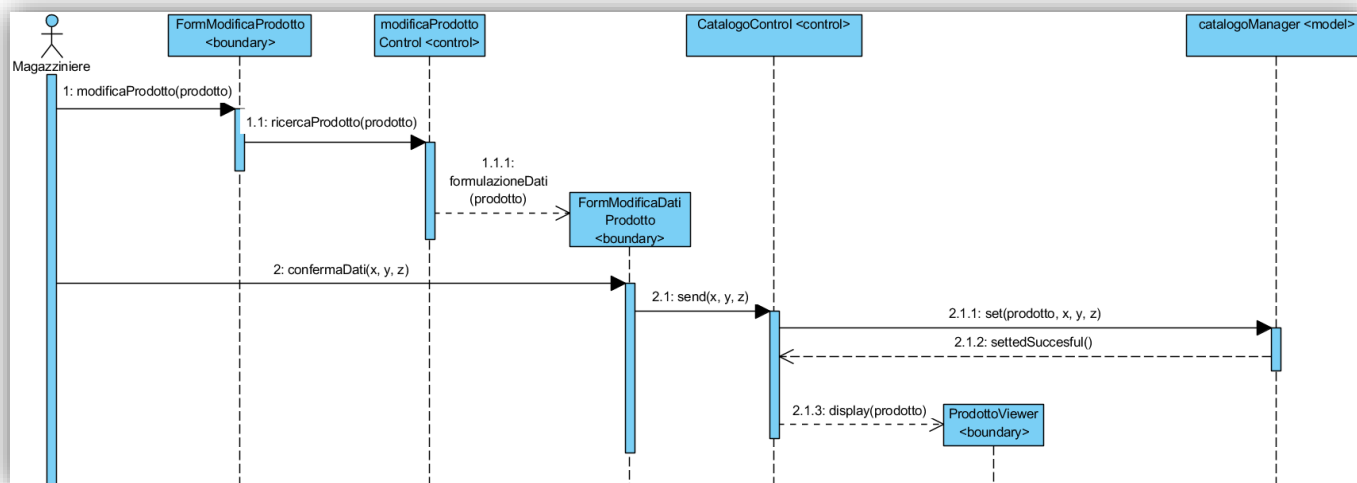 FormModificaProdotto
<boundary>
modificaProdotto
Control <control>
CatalogoControl <control>
catalogoManager <model>
Magazziniere
1: modificaProdotto(prodotto)
1.1: ricercaProdotto(prodotto)
1.1.1:
formulazioneDati
(prodotto)
FormModificaDati
Prodotto
<boundary>
2: confermaDati(x, y, z)
2.1: send(x, y, z)
2.1.1: set(prodotto, x, y, z)
2.1.2: settedSuccesful()
2.1.3: display(prodotto)
ProdottoViewer
<boundary>